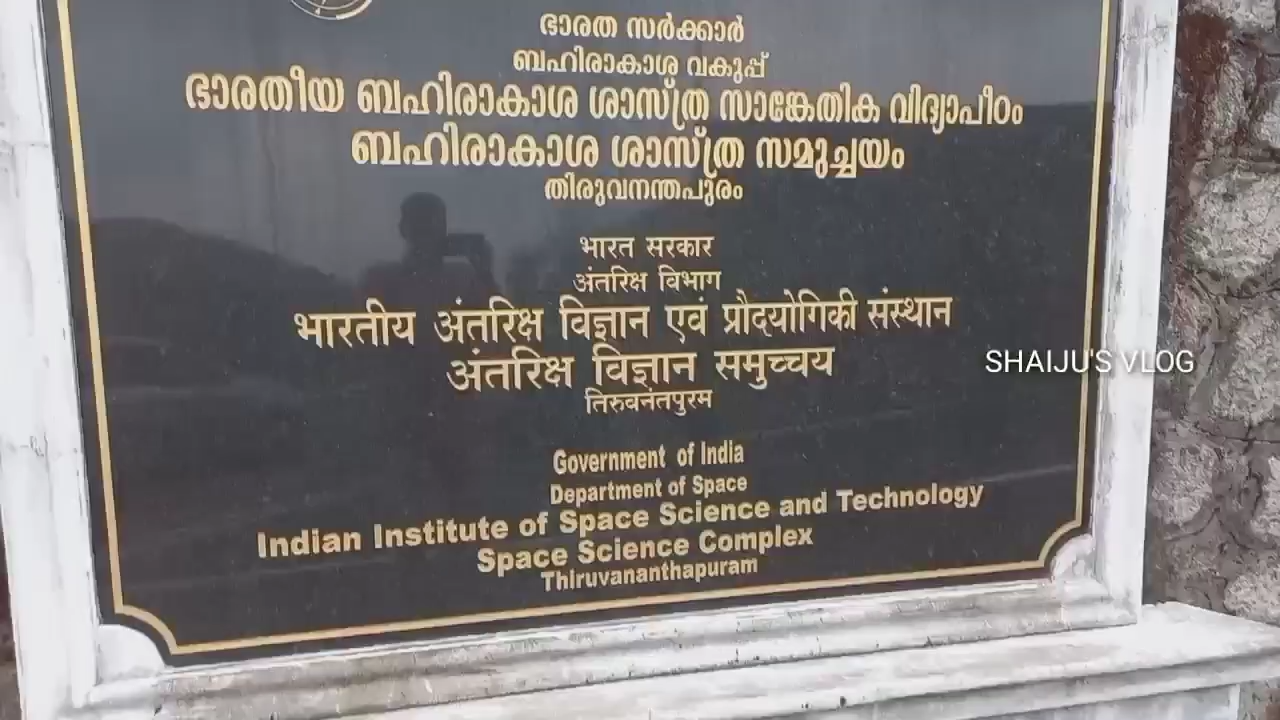 ഭാരത സർക്കാർ
ബഹിരാകാശ വകുപ്പ്
ഭാരതീയ ബഹിരാകാശ ശാസ്ത്ര സാങ്കേതിക വിദ്യാപീഠം
ബഹിരാകാശ ശാസ്ത്ര സമുച്ചയം
തിരുവനന്തപുരം
भारत सरकार
अंतरिक्ष विभाग
भारतीय अंतरिक्ष विज्ञान एवं प्रौदयोगिकी संस्थान
अंतरिक्ष विज्ञान समुच्चय
तिरुवनंतपुरम
SHAIJU'S VLOG
Government of India
Department of Space
Indian Institute of Space Science and Technology
Space Science Complex
Thiruvananthapuram